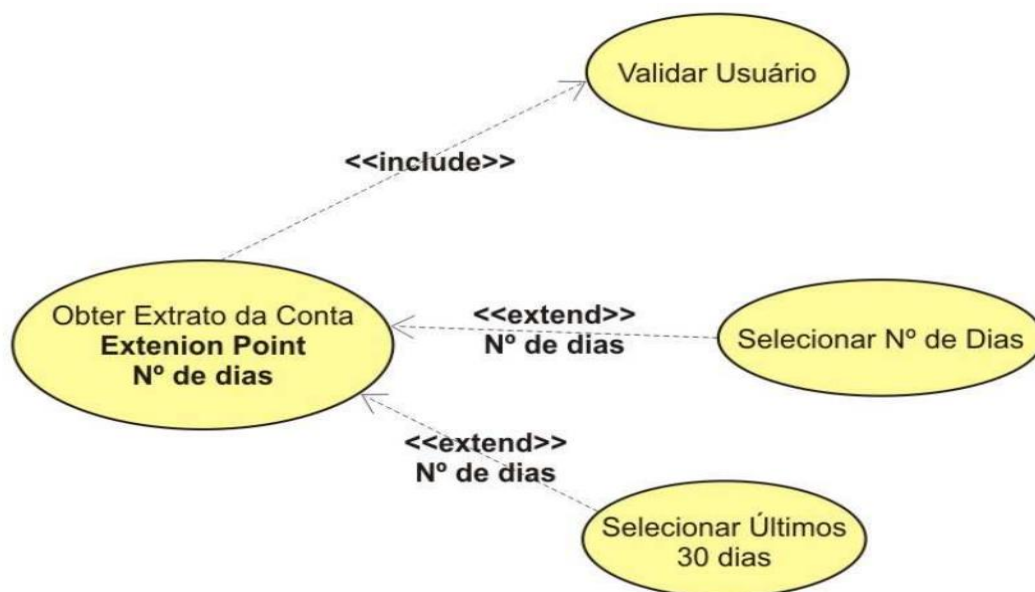 Validar Usuário
<<include>>
Obter Extrato da Conta
Extenion Point
Nº de dias
<<extend>>
Nº de dias
Selecionar Nº de Dias
<<extend>>
Nº de dias
Selecionar Últimos
30 dias